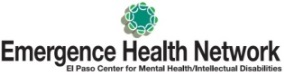 Emergence Health Network
El Paso Center for Mental Health/Intellectual Disabilities